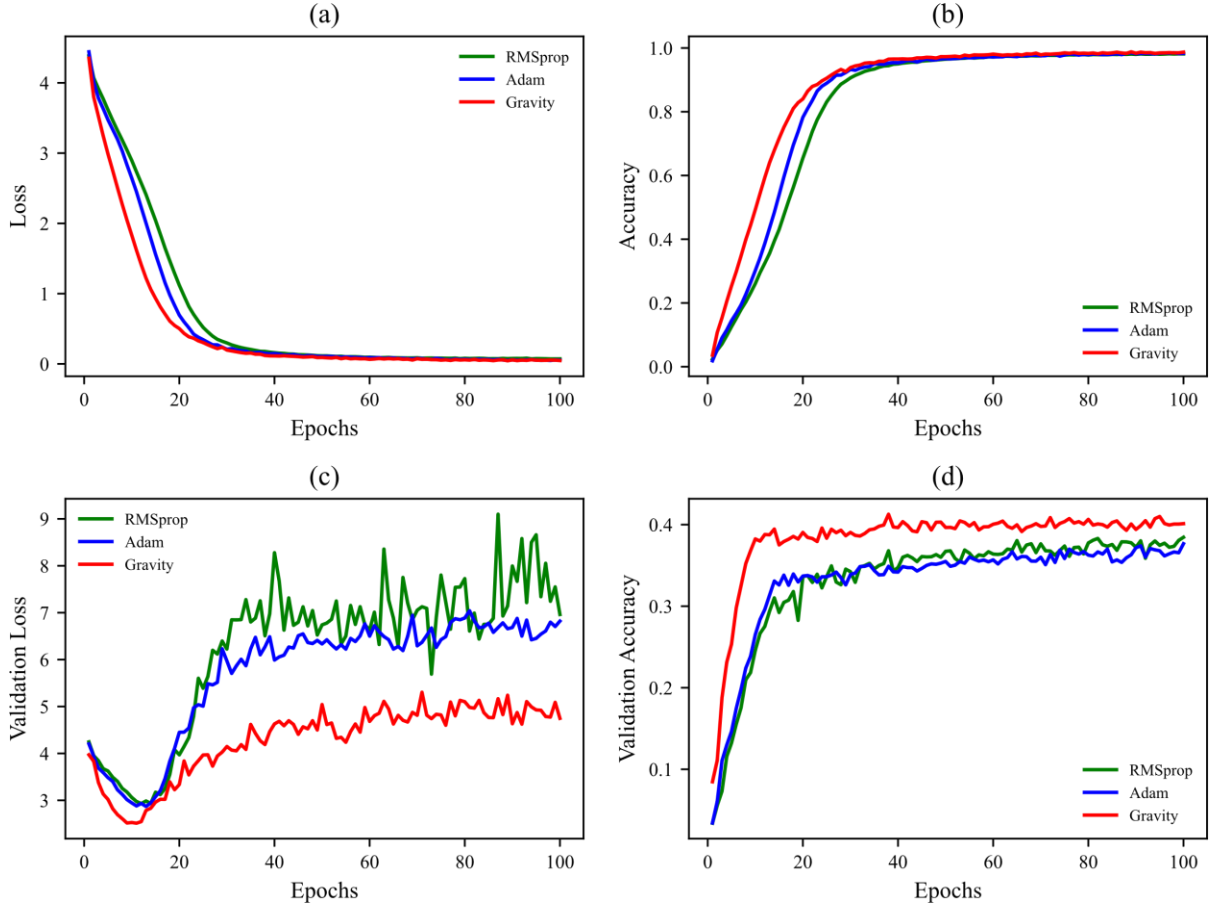 (a)
4
3
2
1
0
Loss
RMSprop
Adam
Gravity
0 20 40 60 80 100
Epochs
(b)
1.0
0.8
0.6
0.4
0.2
0.0
Accuracy
RMSprop
Adam
Gravity
0 20 40 60 80 100
Epochs
(c)
9
8
7
6
5
4
3
Validation Loss
RMSprop
Adam
Gravity
0 20 40 60 80 100
Epochs
(d)
0.4
0.3
0.2
0.1
Validation Accuracy
RMSprop
Adam
Gravity
0 20 40 60 80 100
Epochs